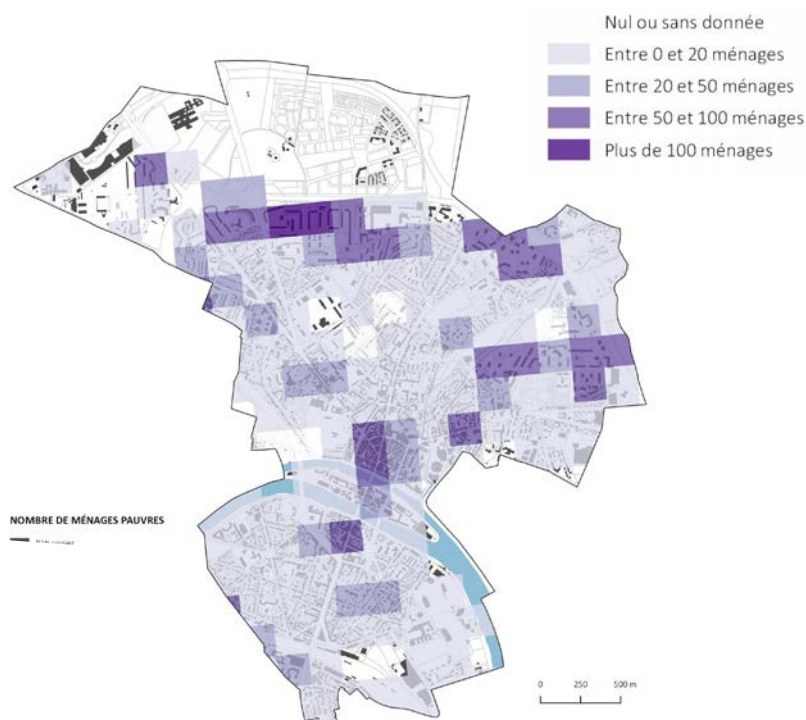 Nul ou sans donnée
Entre 0 et 20 ménages
Entre 20 et 50 ménages
Entre 50 et 100 ménages
Plus de 100 ménages
NOMBRE DE MÉNAGES PAUVRES
0 250 500 m